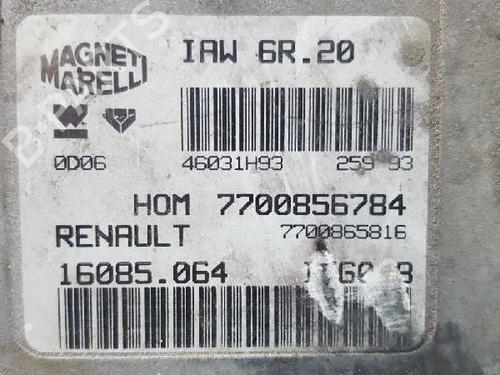 MAGNETI
MARELLI
IAW 6R.20
0D06
46031H93
259 93
HOM 7700856784
RENAULT
7700865816
16085.064